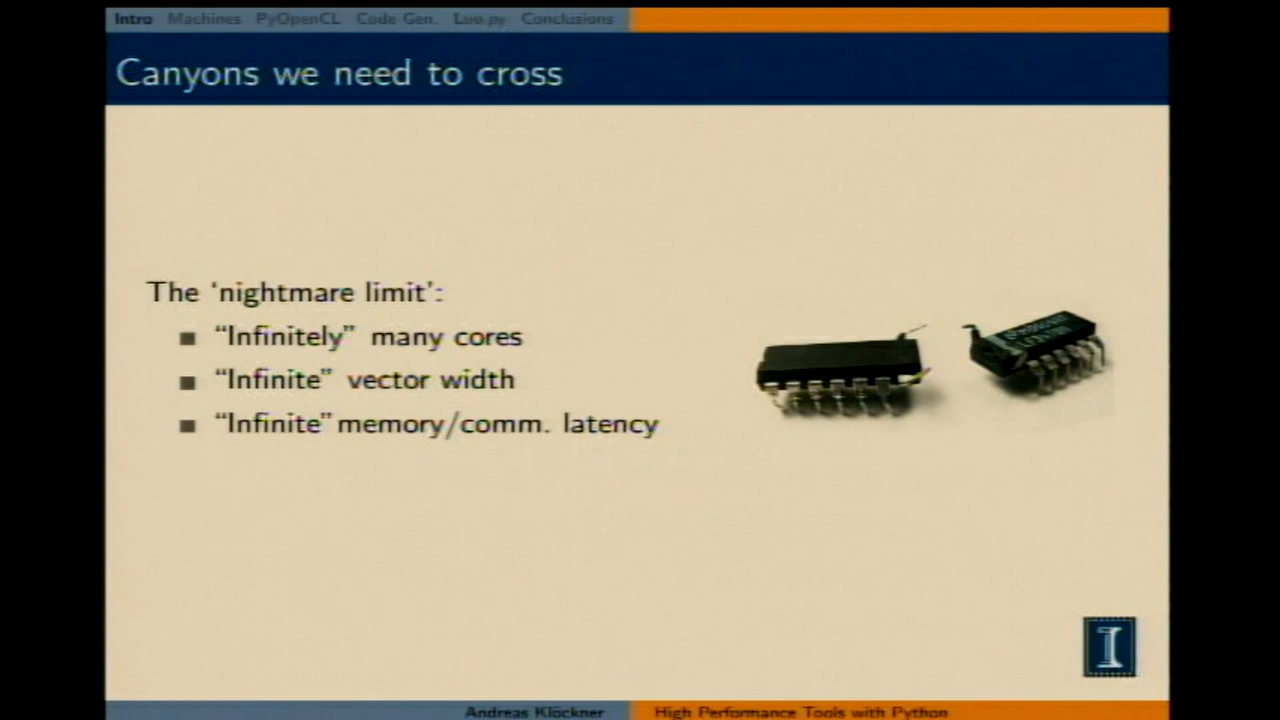 Intro Machines PyOpenCL Code Gen. Loo.py Conclusions
Canyons we need to cross
The ‘nightmare limit’:
“Infinitely” many cores
“Infinite” vector width
“Infinite” memory/comm. latency
I
Andreas Klöckner High Performance Tools with Python